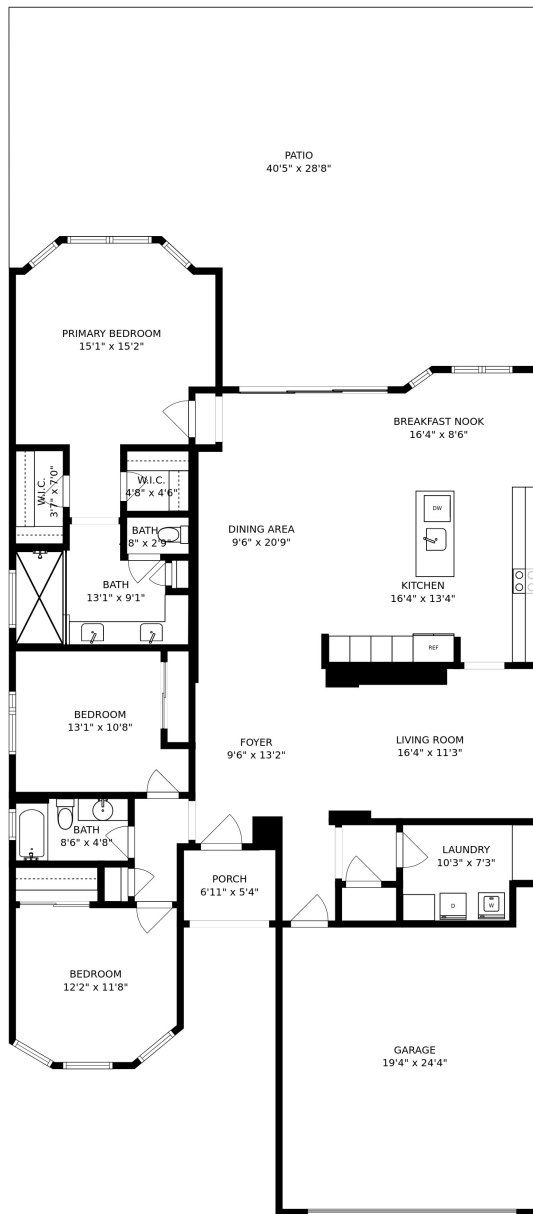 PATIO
40'5" x 28'8"
PRIMARY BEDROOM
15'1" x 15'2"
BREAKFAST NOOK
16'4" x 8'6"
W.I.C.
3'7" x 7'0"
W.I.C.
4'8" x 4'6"
DW
BATH
4'8" x 2'9"
DINING AREA
9'6" x 20'9"
BATH
13'1" x 9'1"
KITCHEN
16'4" x 13'4"
REF
BEDROOM
13'1" x 10'8"
FOYER
9'6" x 13'2"
LIVING ROOM
16'4" x 11'3"
BATH
8'6" x 4'8"
LAUNDRY
10'3" x 7'3"
PORCH
6'11" x 5'4"
D
W
BEDROOM
12'2" x 11'8"
GARAGE
19'4" x 24'4"